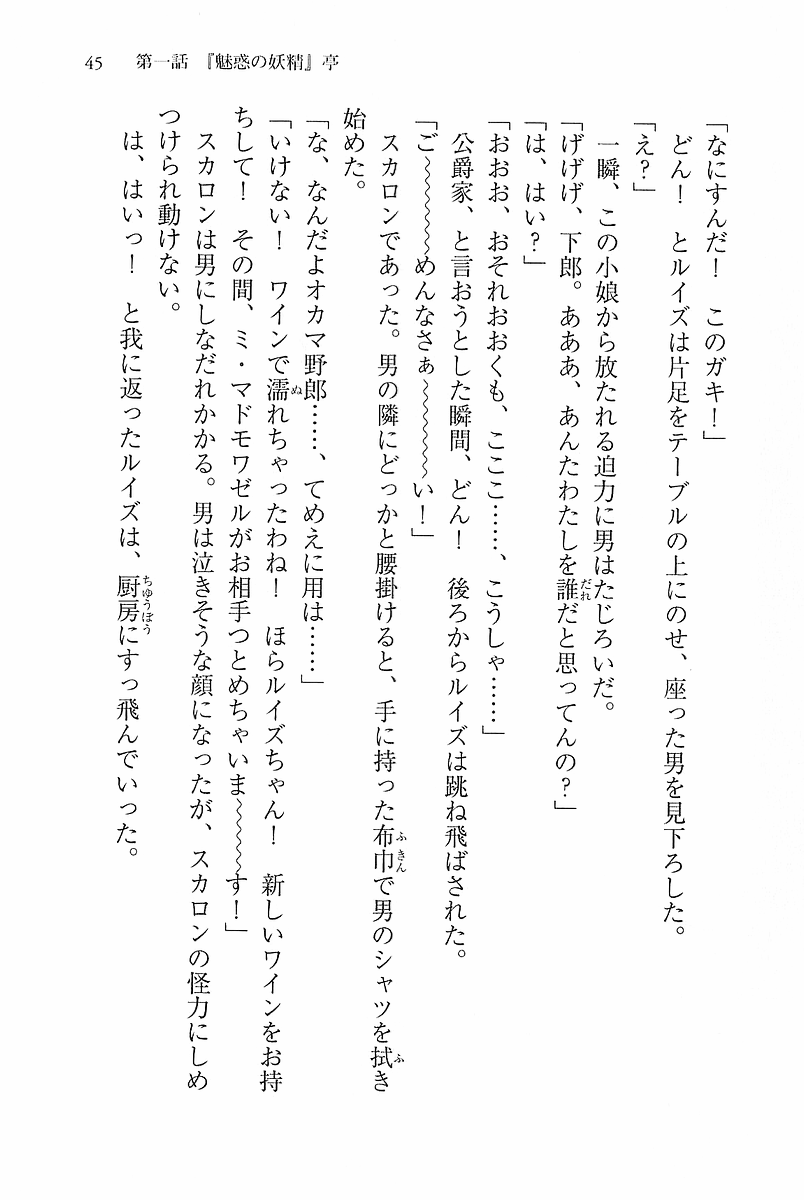 45　第一話　『魅惑の妖精』亭
「なにすんだ！　このガキ！」
　どん！　とルイズは片足をテーブルの上にのせ、座った男を見下ろした。
「え？」
　一瞬、この小娘から放たれる迫力に男はたじろいだ。
「げげげ、下郎。あああ、あんたわたしを誰だと思ってんの？」
「は、はい？」
「おおお、おそれおおくも、こここ……、こうしゃ……」
　公爵家、と言おうとした瞬間、どん！　後ろからルイズは跳ね飛ばされた。
「ご〜〜〜〜〜めんなさぁ〜〜〜〜〜い！」
　スカロンであった。男の隣にどっかと腰掛けると、手に持った布巾で男のシャツを拭き
始めた。
「な、なんだよオカマ野郎……、てめえに用は……」
「いけない！　ワインで濡れちゃったわね！　ほらルイズちゃん！　新しいワインをお持
ちして！　その間、ミ・マドモワゼルがお相手つとめちゃいま〜〜〜〜す！」
　スカロンは男にしなだれかかる。男は泣きそうな顔になったが、スカロンの怪力にしめ
つけられ動けない。
　は、はいっ！　と我に返ったルイズは、厨房にすっ飛んでいった。